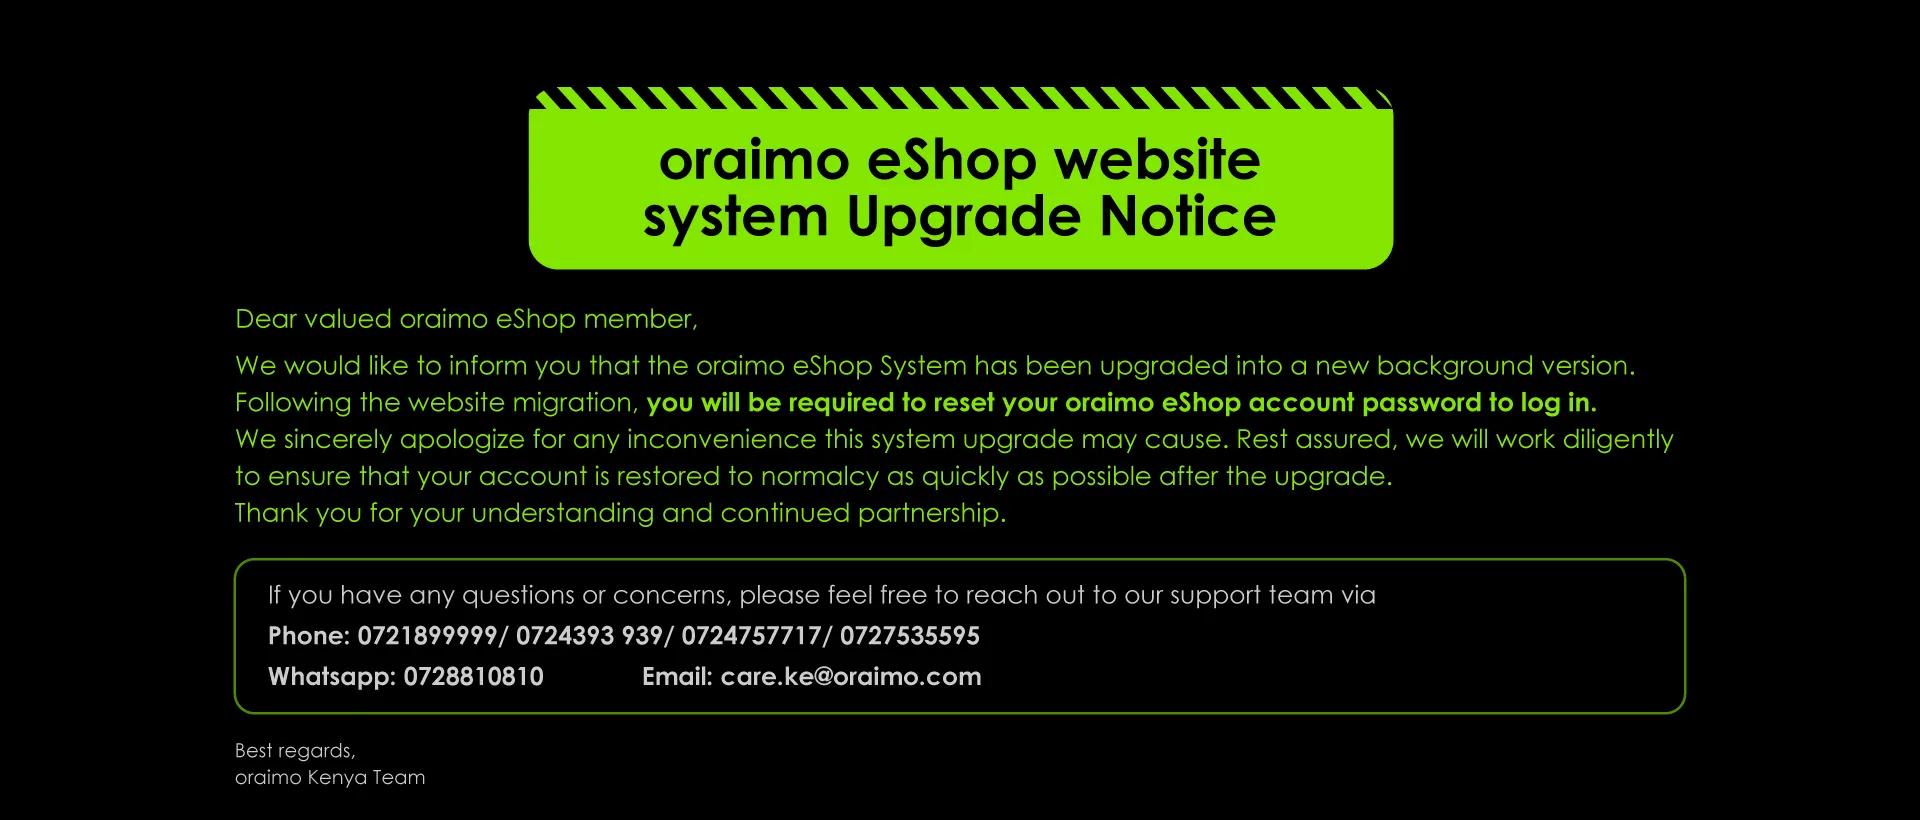 oraimo eShop website
system Upgrade Notice
Dear valued oraimo eShop member,
We would like to inform you that the oraimo eShop System has been upgraded into a new background version.
Following the website migration, you will be required to reset your oraimo eShop account password to log in.
We sincerely apologize for any inconvenience this system upgrade may cause. Rest assured, we will work diligently
to ensure that your account is restored to normalcy as quickly as possible after the upgrade.
Thank you for your understanding and continued partnership.
If you have any questions or concerns, please feel free to reach out to our support team via
Phone: 0721899999/ 0724393 939/ 0724757717/ 0727535595
Whatsapp: 0728810810 Email: care.ke@oraimo.com
Best regards,
oraimo Kenya Team